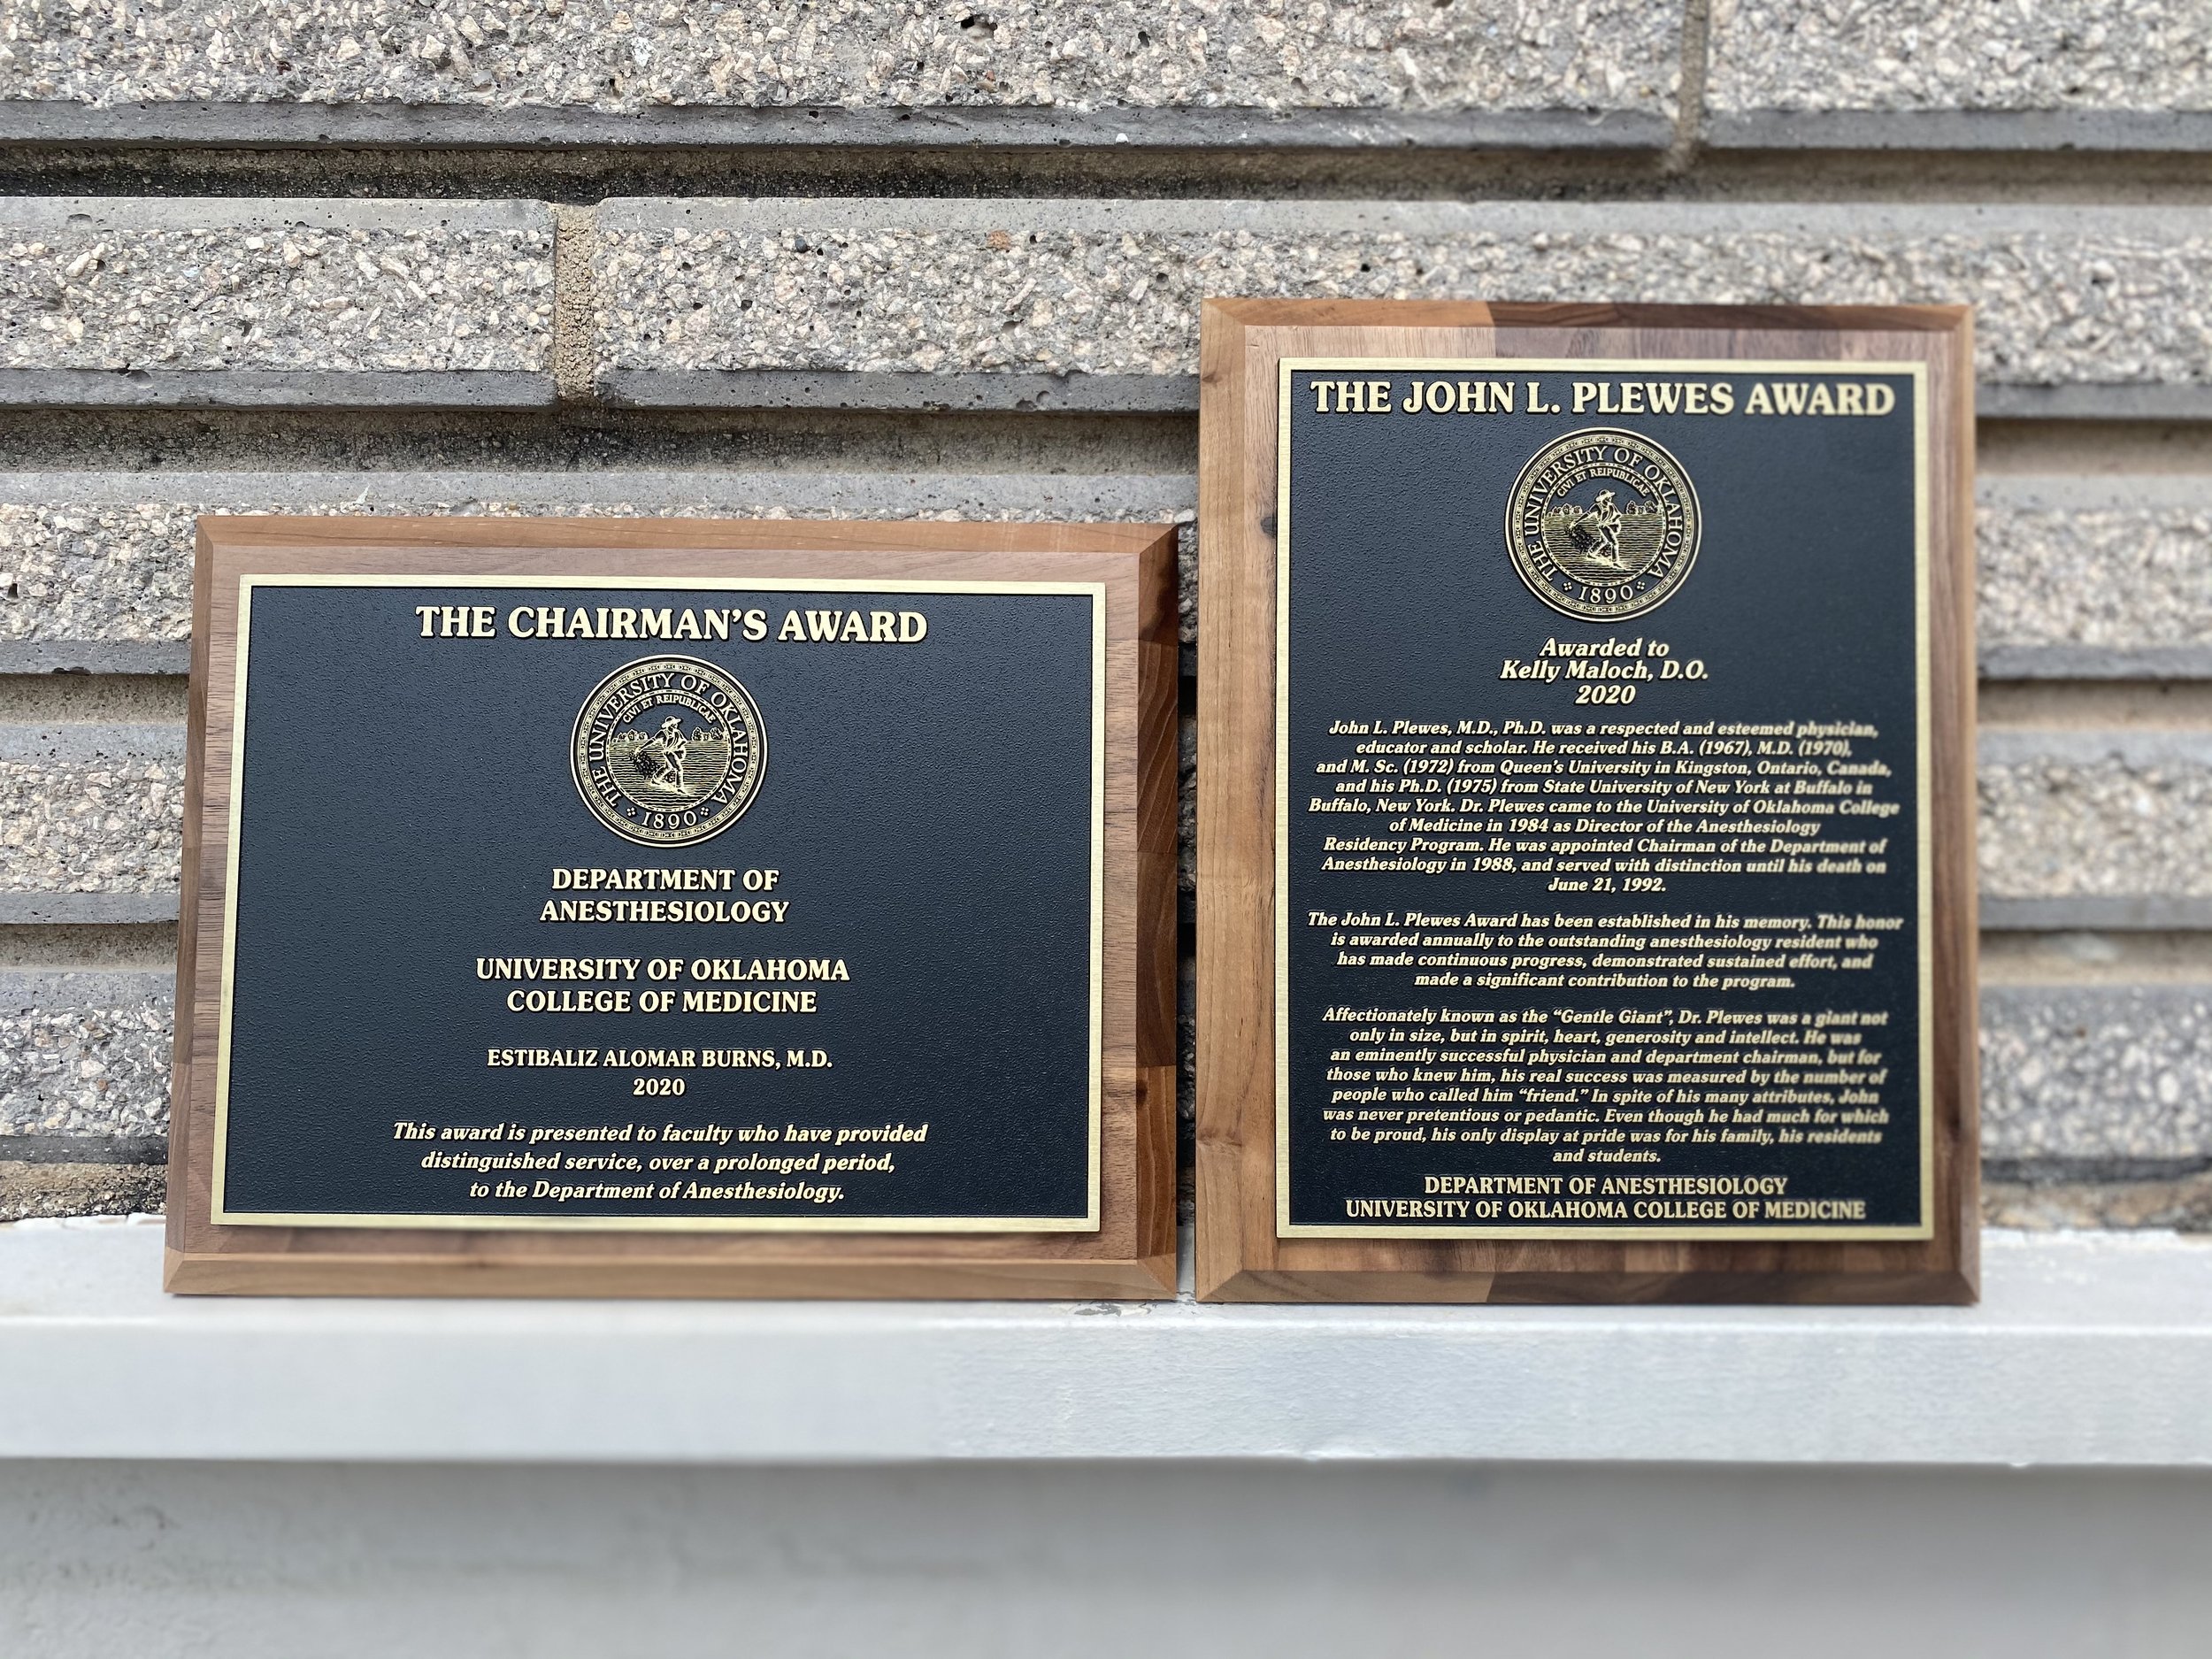 THE CHAIRMAN'S AWARD
THE UNIVERSITY OF OKLAHOMA
CIVI ET REIPUBLICAE
1890
DEPARTMENT OF
ANESTHESIOLOGY
UNIVERSITY OF OKLAHOMA
COLLEGE OF MEDICINE
ESTIBALIZ ALOMAR BURNS, M.D.
2020
This award is presented to faculty who have provided
distinguished service, over a prolonged period,
to the Department of Anesthesiology.
THE JOHN L. PLEWES AWARD
THE UNIVERSITY OF OKLAHOMA
CIVI ET REIPUBLICAE
1890
Awarded to
Kelly Maloch, D.O.
2020
John L. Plewes, M.D., Ph.D. was a respected and esteemed physician,
educator and scholar. He received his B.A. (1967), M.D. (1970),
and M. Sc. (1972) from Queen's University in Kingston, Ontario, Canada,
and his Ph.D. (1975) from State University of New York at Buffalo in
Buffalo, New York. Dr. Plewes came to the University of Oklahoma College
of Medicine in 1984 as Director of the Anesthesiology
Residency Program. He was appointed Chairman of the Department of
Anesthesiology in 1988, and served with distinction until his death on
June 21, 1992.
The John L. Plewes Award has been established in his memory. This honor
is awarded annually to the outstanding anesthesiology resident who
has made continuous progress, demonstrated sustained effort, and
made a significant contribution to the program.
Affectionately known as the "Gentle Giant", Dr. Plewes was a giant not
only in size, but in spirit, heart, generosity and intellect. He was
an eminently successful physician and department chairman, but for
those who knew him, his real success was measured by the number of
people who called him "friend." In spite of his many attributes, John
was never pretentious or pedantic. Even though he had much for which
to be proud, his only display at pride was for his family, his residents
and students.
DEPARTMENT OF ANESTHESIOLOGY
UNIVERSITY OF OKLAHOMA COLLEGE OF MEDICINE